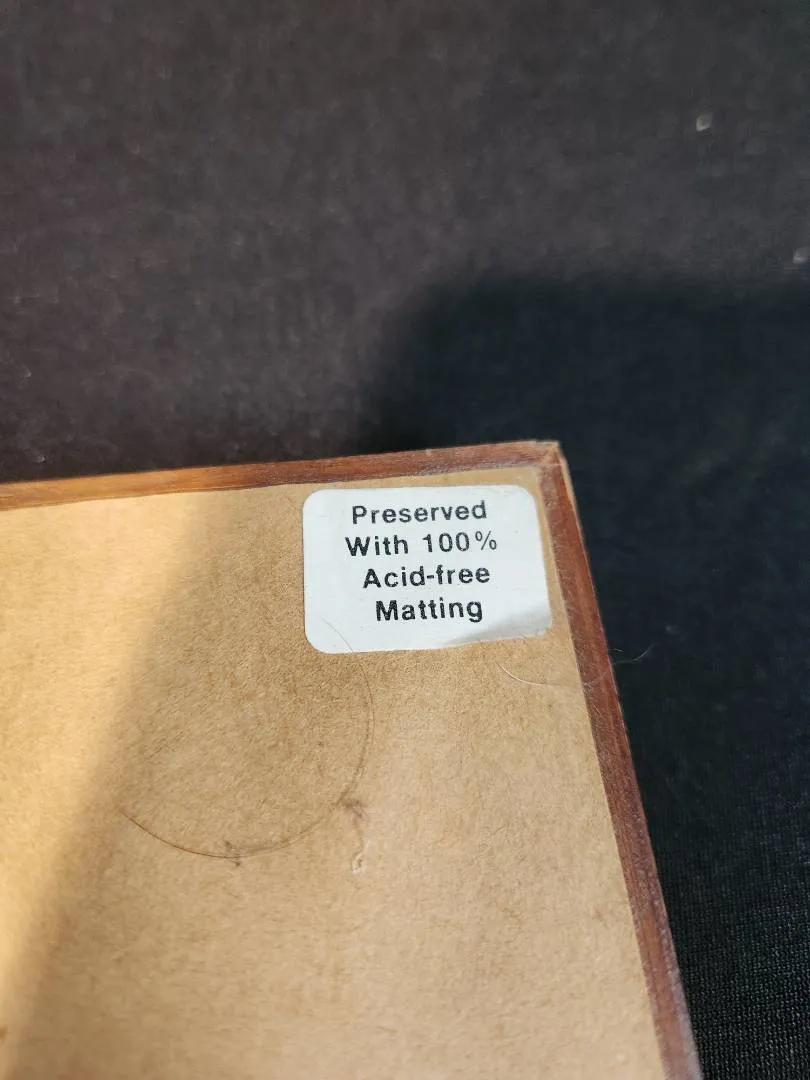 Preserved
With 100%
Acid-free
Matting